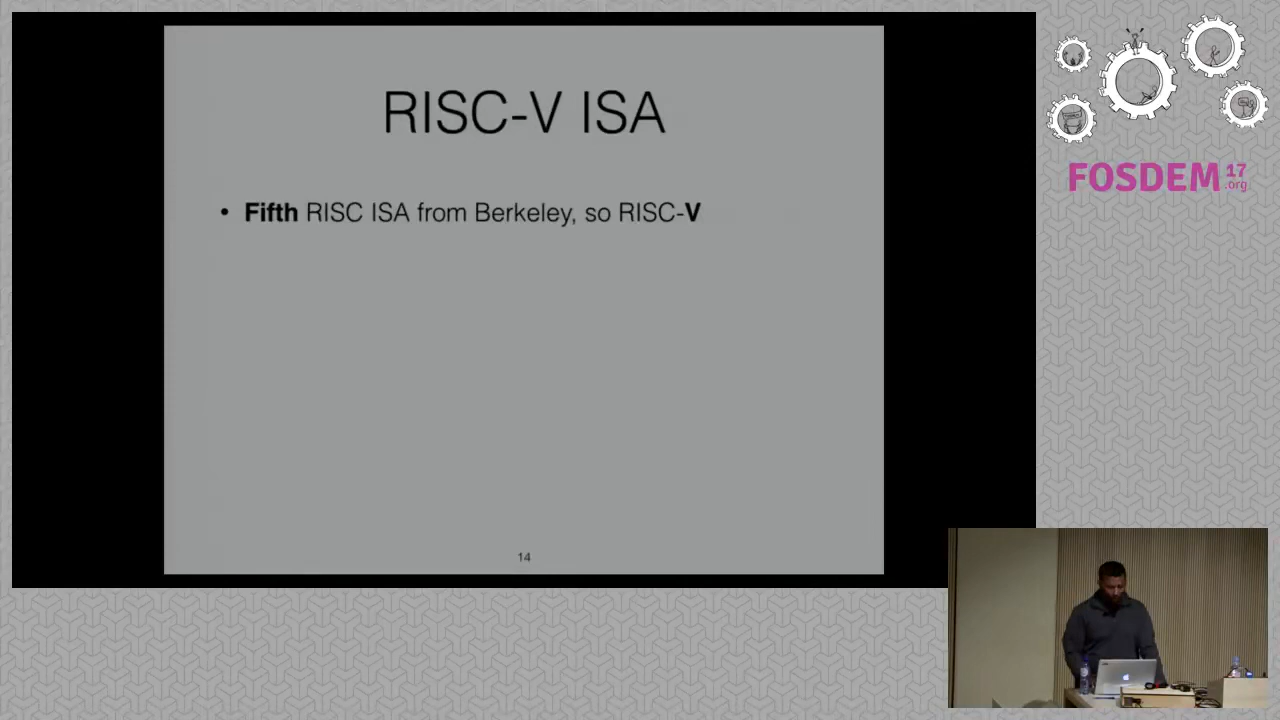 RISC-V ISA
• Fifth RISC ISA from Berkeley, so RISC-V
14
FOSDEM 17 .org